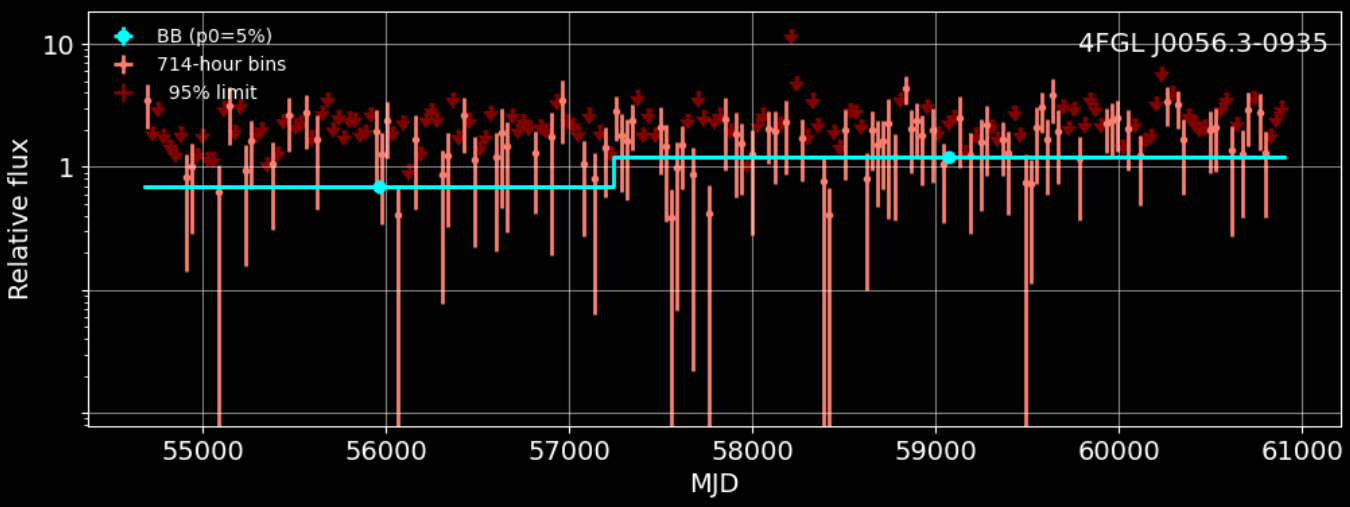 4FGL J0056.3-0935
BB (p0=5%)
714-hour bins
95% limit
10
1
Relative flux
55000 56000 57000 58000 59000 60000 61000
MJD